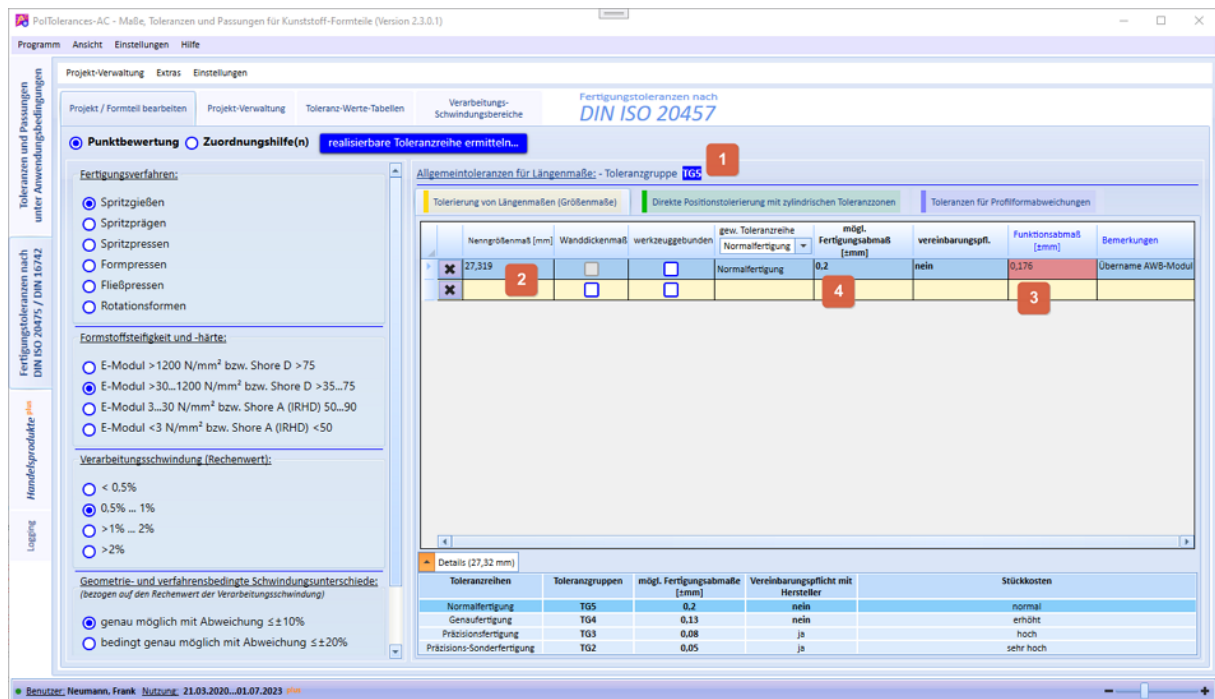 PolTolerances-AC - Maße, Toleranzen und Passungen für Kunststoff-Formteile (Version 2.3.0.1)
Programm Ansicht Einstellungen Hilfe
Toleranzen und Passungen
unter Anwendungsbedingungen
Fertigungstoleranzen nach
DIN ISO 20475 / DIN 16742
Handelsprodukte plus
Logging
Projekt-Verwaltung Extras Einstellungen
Projekt / Formteil bearbeiten Projekt-Verwaltung Toleranz-Werte-Tabellen Verarbeitungs-
Schwindungsbereiche
Fertigungstoleranzen nach
DIN ISO 20457
Punktbewertung Zuordnungshilfe(n) realisierbare Toleranzreihe ermitteln...
Fertigungsverfahren:
Spritzgießen
Spritzprägen
Spritzpressen
Formpressen
Fließpressen
Rotationsformen
Formstoffsteifigkeit und -härte:
E-Modul >1200 N/mm² bzw. Shore D >75
E-Modul >30...1200 N/mm² bzw. Shore D >35...75
E-Modul 3...30 N/mm² bzw. Shore A (IRHD) 50...90
E-Modul <3 N/mm² bzw. Shore A (IRHD) <50
Verarbeitungsschwindung (Rechenwert):
< 0,5%
0,5% ... 1%
>1% ... 2%
>2%
Geometrie- und verfahrensbedingte Schwindungsunterschiede:
(bezogen auf den Rechenwert der Verarbeitungsschwindung)
genau möglich mit Abweichung ≤±10%
bedingt genau möglich mit Abweichung ≤±20%
Allgemeintoleranzen für Längenmaße: - Toleranzgruppe TG5
1
Tolerierung von Längenmaßen (Größenmaße) Direkte Positionstolerierung mit zylindrischen Toleranzzonen Toleranzen für Profilformabweichungen
Nenngrößenmaß [mm] Wanddickenmaß werkzeuggebunden gew. Toleranzreihe
Normalfertigung
mögl.
Fertigungsabmaß
[±mm]
vereinbarungspfl. Funktionsabmaß
[±mm]
Bemerkungen
27,319 Normalfertigung 0,2 nein 0,176 Übername AWB-Modul
2 4 3
Details (27,32 mm)
Toleranzreihen Toleranzgruppen mögl. Fertigungsabmaße
[±mm]
Vereinbarungspflicht mit
Hersteller
Stückkosten
Normalfertigung TG5 0,2 nein normal
Genaufertigung TG4 0,13 nein erhöht
Präzisionsfertigung TG3 0,08 ja hoch
Präzisions-Sonderfertigung TG2 0,05 ja sehr hoch
Benutzer: Neumann, Frank Nutzung: 21.03.2020...01.07.2023 plus